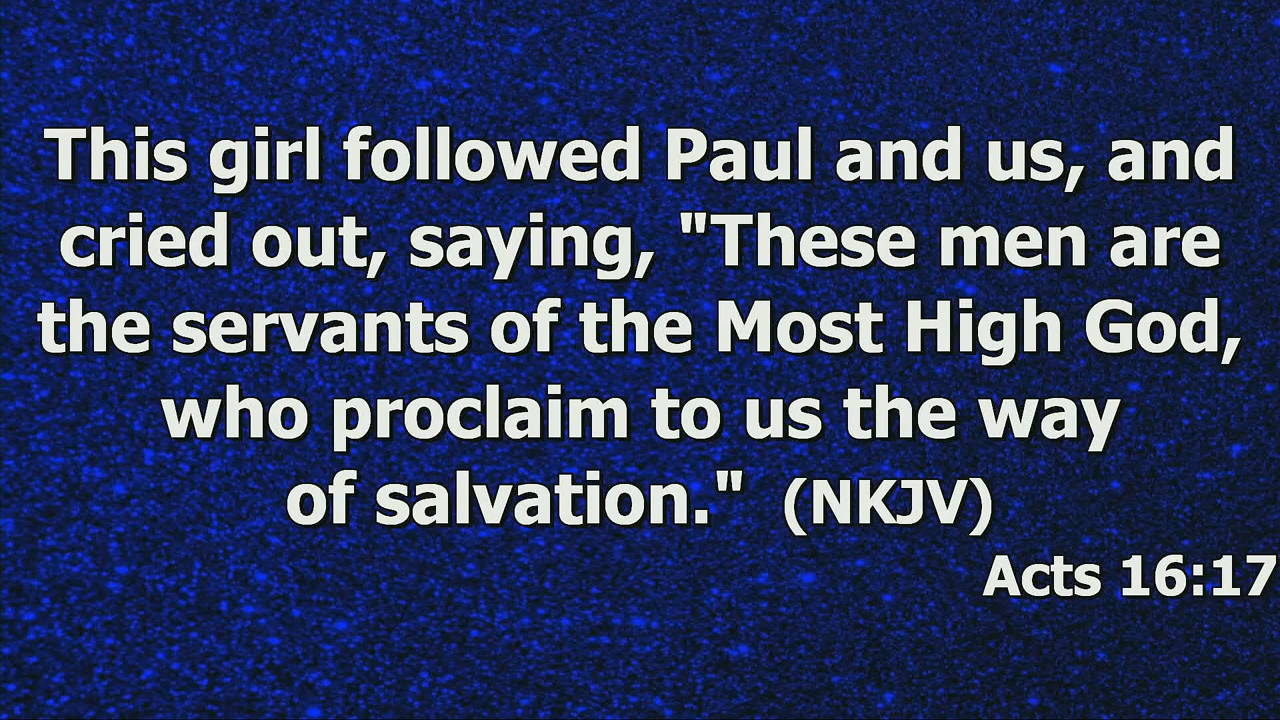 This girl followed Paul and us, and
cried out, saying, "These men are
the servants of the Most High God,
who proclaim to us the way
of salvation." (NKJV)
Acts 16:17